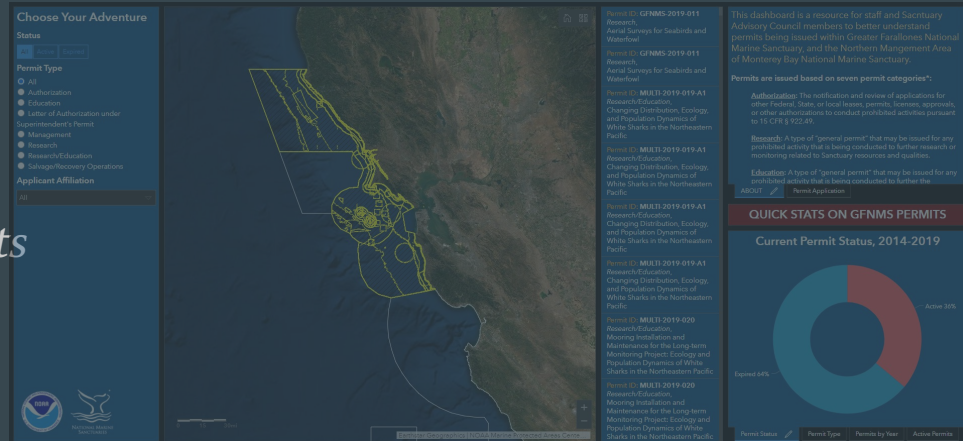 Choose Your Adventure
Status
All Active Expired
Permit Type
All
Authorization
Education
Letter of Authorization under
Superintendent's Permit
Management
Research
Research/Education
Salvage/Recovery Operations
Applicant Affiliation
All
ts
NOAA
NATIONAL MARINE
SANCTUARIES
Permit ID: GFNMS-2019-011
Research,
Aerial Surveys for Seabirds and
Waterfowl
Permit ID: GFNMS-2019-011
Research,
Aerial Surveys for Seabirds and
Waterfowl
Permit ID: MULTI-2019-019-A1
Research/Education,
Changing Distribution, Ecology,
and Population Dynamics of
White Sharks in the Northeastern
Pacific
Permit ID: MULTI-2019-019-A1
Research/Education,
Changing Distribution, Ecology,
and Population Dynamics of
White Sharks in the Northeastern
Pacific
Permit ID: MULTI-2019-019-A1
Research/Education,
Changing Distribution, Ecology,
and Population Dynamics of
White Sharks in the Northeastern
Pacific
Permit ID: MULTI-2019-019-A1
Research/Education,
Changing Distribution, Ecology,
and Population Dynamics of
White Sharks in the Northeastern
Pacific
Permit ID: MULTI-2019-020
Research/Education,
Mooring Installation and
Maintenance for the Long-term
Monitoring Project: Ecology and
Population Dynamics of White
Sharks in the Northeastern Pacific
Permit ID: MULTI-2019-020
Research/Education,
Mooring Installation and
Maintenance for the Long-term
Monitoring Project: Ecology and
Population Dynamics of White
Sharks in the Northeastern Pacific
This dashboard is a resource for staff and Sacntuary
Advisory Council members to better understand
permits being issued within Greater Farallones National
Marine Sanctuary, and the Northern Mangement Area
of Monterey Bay National Marine Sanctuary.
Permits are issued based on seven permit categories*:
Authorization: The notification and review of applications for
other Federal, State, or local leases, permits, licenses, approvals,
or other authorizations to conduct prohibited activities pursuant
to 15 CFR § 922.49.
Research: A type of "general permit" that may be issued for any
prohibited activity that is being conducted to further research or
monitoring related to Sanctuary resources and qualities.
Education: A type of "general permit" that may be issued for any
prohibited activity that is being conducted to further the
ABOUT Permit Application
QUICK STATS ON GFNMS PERMITS
Current Permit Status, 2014-2019
Active 36%
Expired 64%
Permit Status Permit Type Permits by Year Active Permits